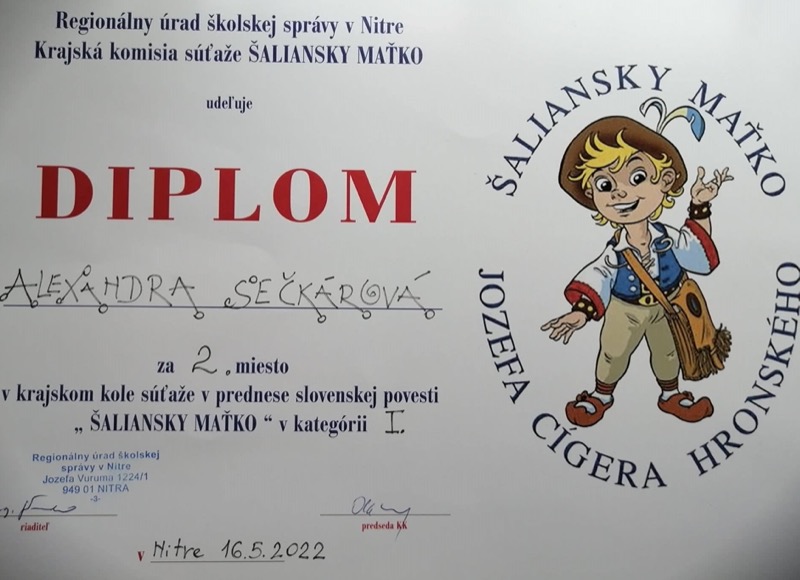 Regionálny úrad školskej správy v Nitre
Krajská komisia súťaže ŠALIANSKY MAŤKO
udeľuje
DIPLOM
ALEXANDRA SEČKÁROVÁ
za 2. miesto
v krajskom kole súťaže v prednese slovenskej povesti
„ ŠALIANSKY MAŤKO “ v kategórii I.
Regionálny úrad školskej
správy v Nitre
Jozefa Vuruma 1224/1
949 01 NITRA
-3-
riaditeľ
predseda KK
v Nitre 16.5.2022
ŠALIANSKY MAŤKO
JOZEFA CÍGERA HRONSKÉHO